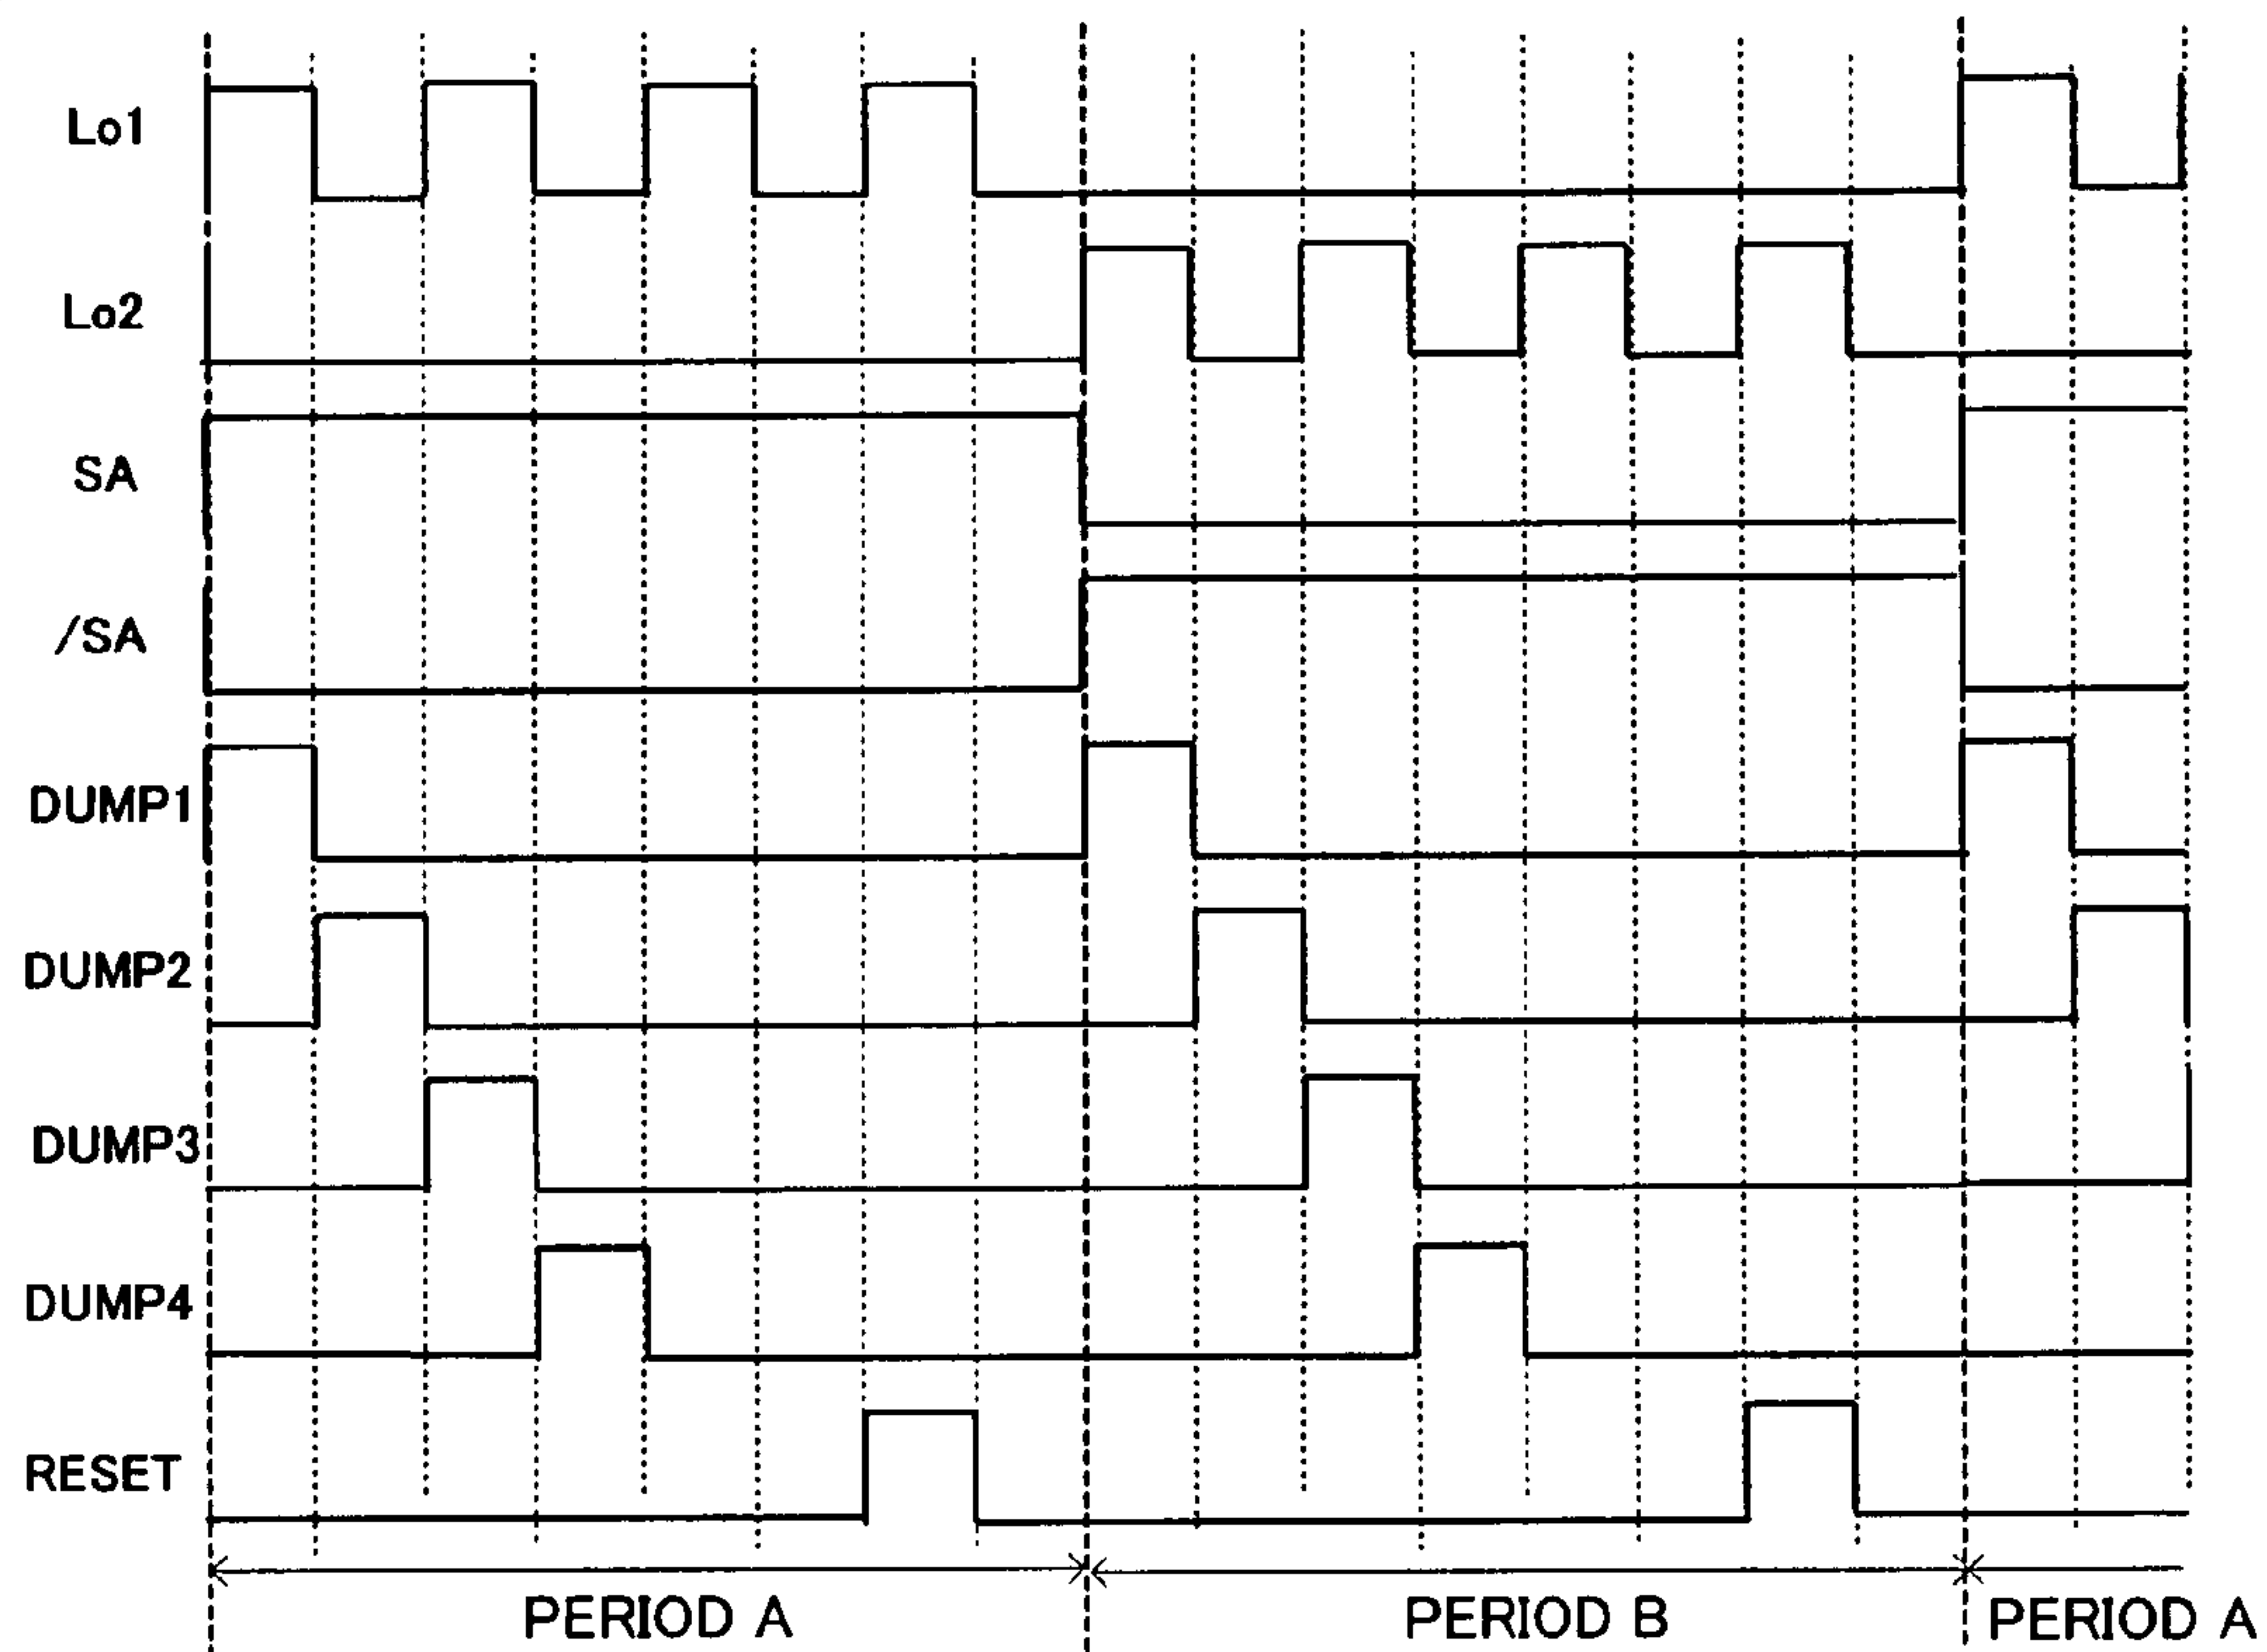 Lo1
Lo2
SA
/SA
DUMP1
DUMP2
DUMP3
DUMP4
RESET
PERIOD A PERIOD B PERIOD A